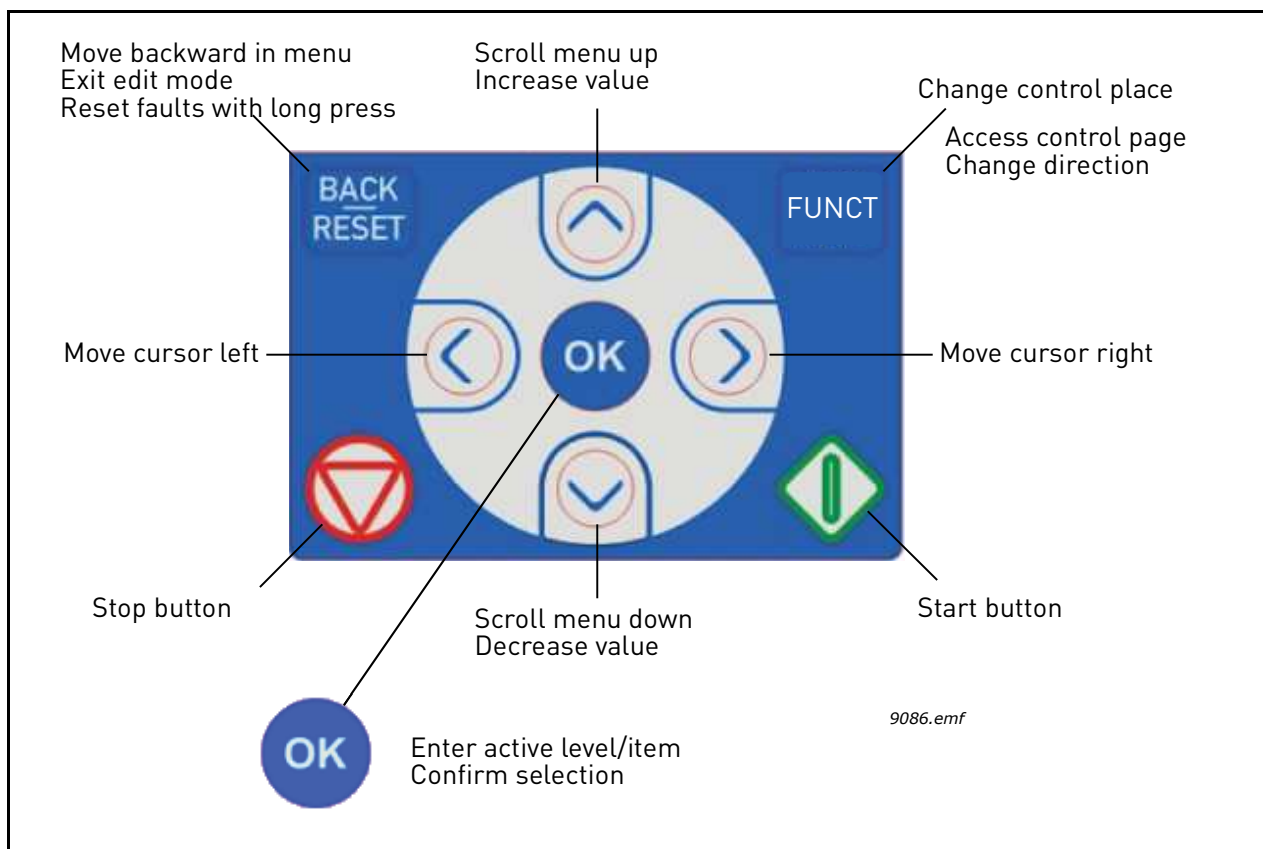 Move backward in menu
Exit edit mode
Reset faults with long press
Scroll menu up
Increase value
Change control place
Access control page
Change direction
BACK
RESET
FUNCT
Move cursor left
OK
Move cursor right
Stop button
Scroll menu down
Decrease value
Start button
9086.emf
OK
Enter active level/item
Confirm selection